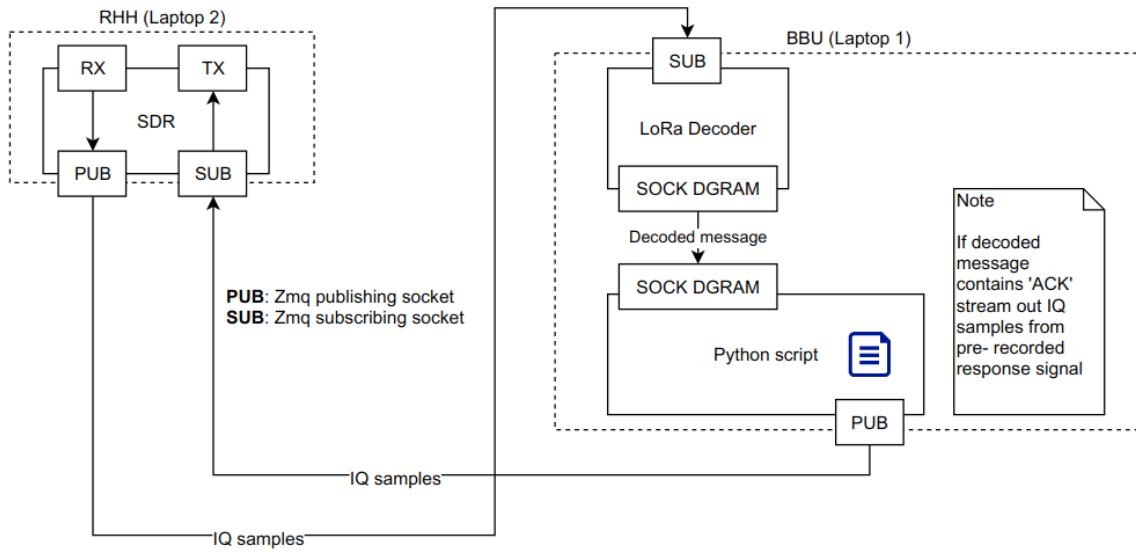 RHH (Laptop 2)
RX
TX
SDR
PUB
SUB
PUB: Zmq publishing socket
SUB: Zmq subscribing socket
IQ samples
IQ samples
BBU (Laptop 1)
SUB
LoRa Decoder
SOCK DGRAM
Decoded message
SOCK DGRAM
Python script
PUB
Note
If decoded
message
contains 'ACK'
stream out IQ
samples from
pre- recorded
response signal